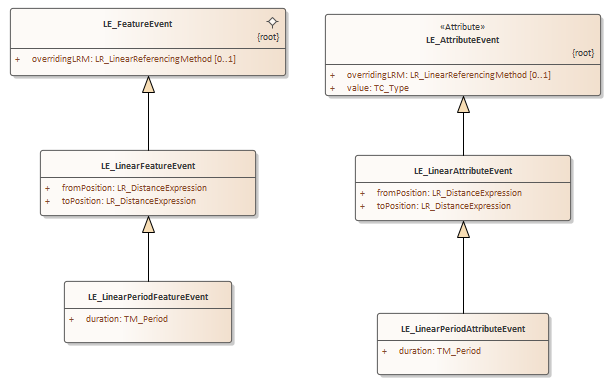 LE_FeatureEvent
{root}
+ overridingLRM: LR_LinearReferencingMethod [0..1]
LE_LinearFeatureEvent
+ fromPosition: LR_DistanceExpression
+ toPosition: LR_DistanceExpression
LE_LinearPeriodFeatureEvent
+ duration: TM_Period
«Attribute»
LE_AttributeEvent
{root}
+ overridingLRM: LR_LinearReferencingMethod [0..1]
+ value: TC_Type
LE_LinearAttributeEvent
+ fromPosition: LR_DistanceExpression
+ toPosition: LR_DistanceExpression
LE_LinearPeriodAttributeEvent
+ duration: TM_Period